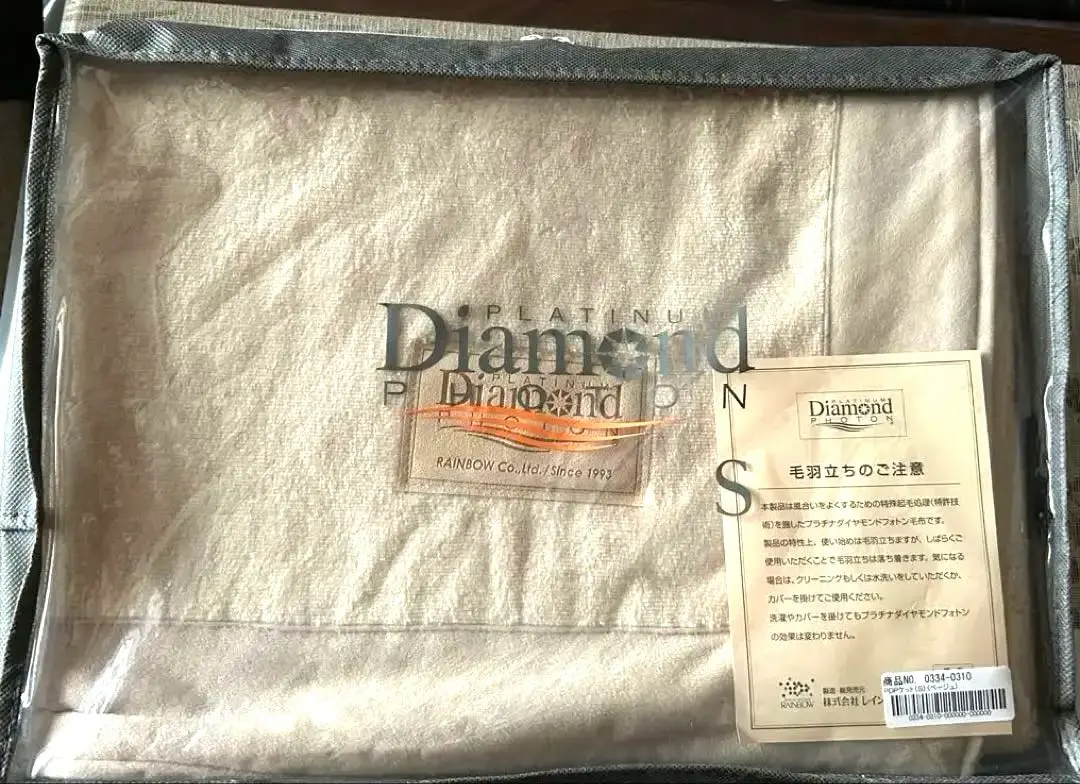 PLATINUM
Diamond
PHOTON
S
PLATINUM
Diamond
PHOTON
RAINBOW Co.,Ltd./Since 1993
PLATINUM
Diamond
PHOTON
毛羽立ちのご注意
本製品は風合いをよくするための特殊起毛処理(特許技
術)を施したプラチナダイヤモンドフォトン毛布です。
製品の特性上、使い始めは毛羽立ちますが、しばらくご
使用いただくことで毛羽立ちは落ち着きます。気になる
場合は、クリーニングもしくは水洗いをしていただくか、
カバーを掛けてご使用ください。
洗濯やカバーを掛けてもプラチナダイヤモンドフォトン
の効果は変わりません。
RAINBOW
製造・発売元
株式会社 レイン
商品NO. 0334-0310
PDPケット(S)(ベージュ)
0334-0310-000000-000000